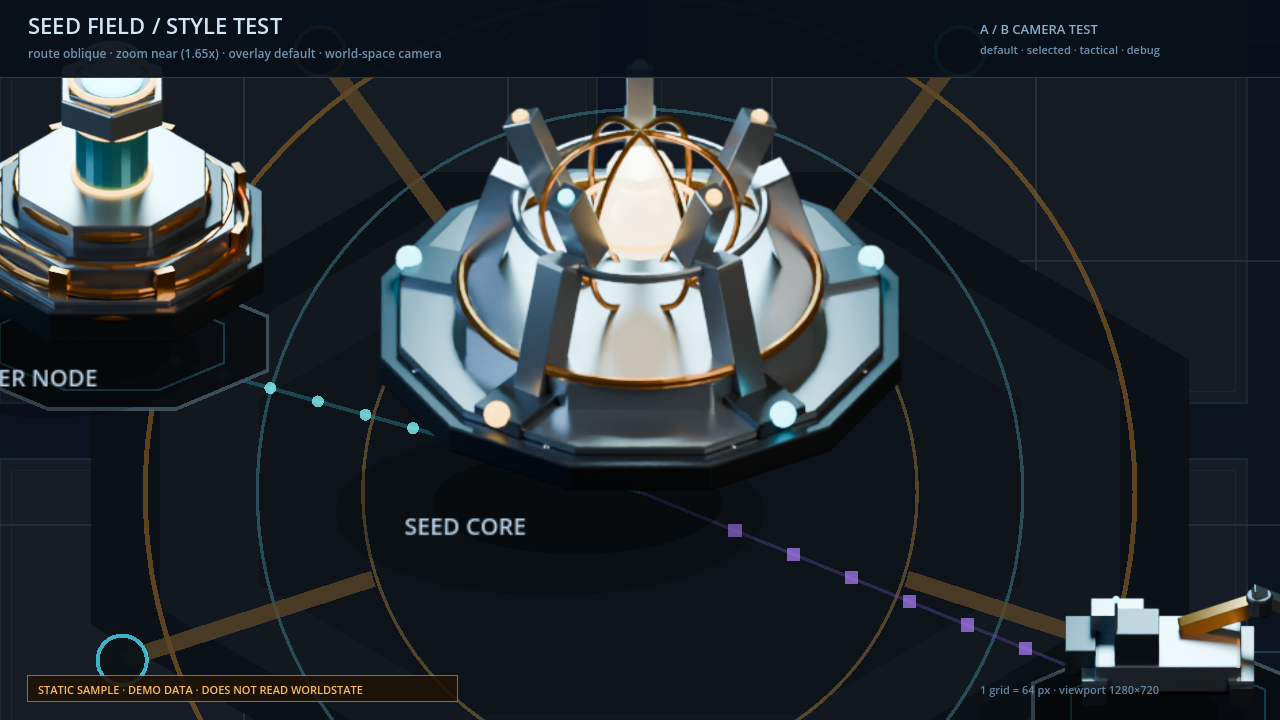 SEED FIELD / STYLE TEST
route oblique · zoom near (1.65x) · overlay default · world-space camera
A / B CAMERA TEST
default · selected · tactical · debug
ER NODE
SEED CORE
STATIC SAMPLE · DEMO DATA · DOES NOT READ WORLDSTATE
1 grid = 64 px · viewport 1280×720